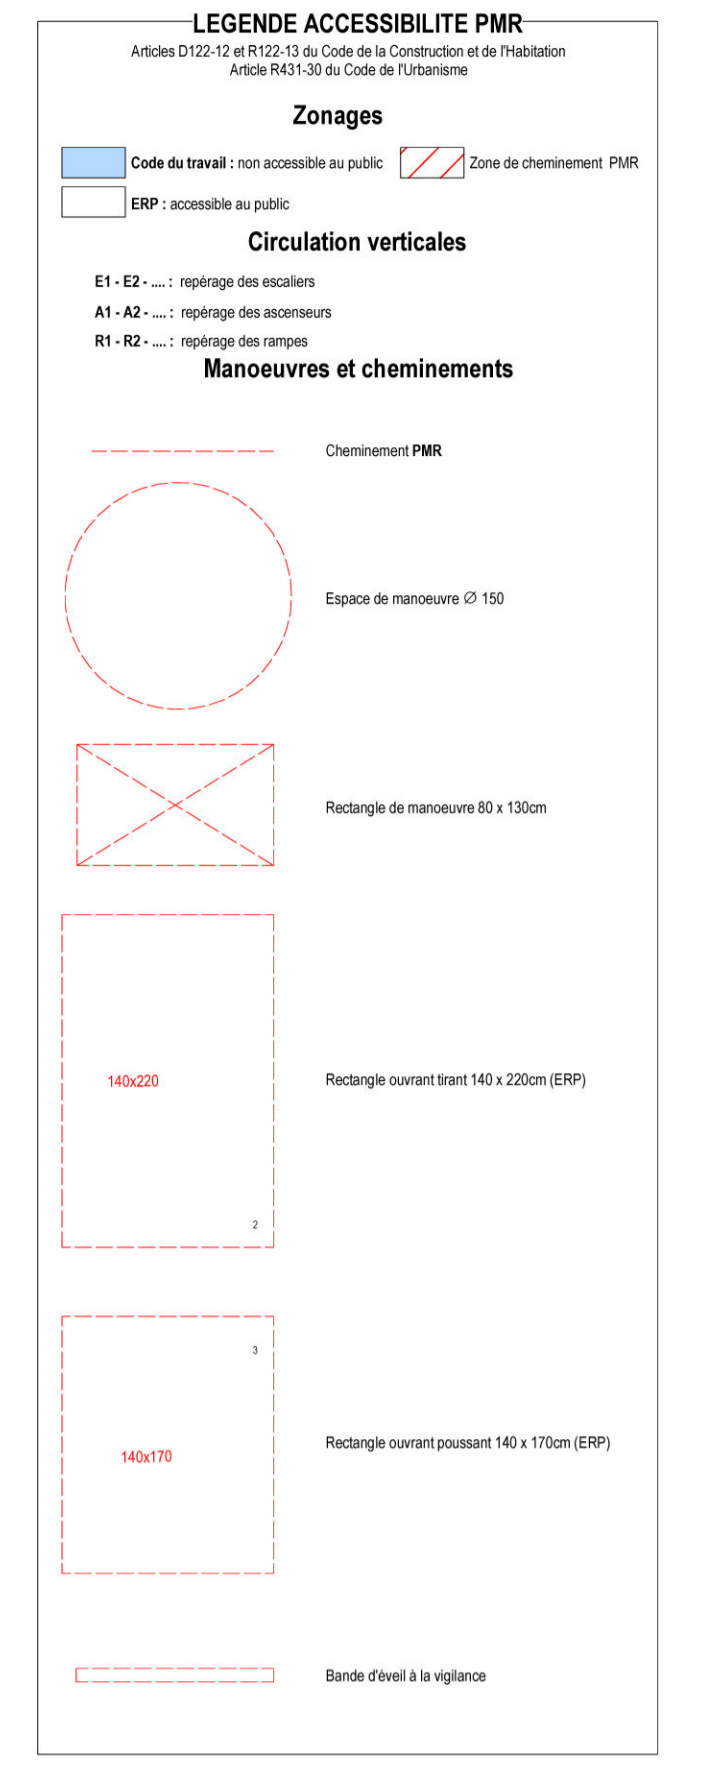 LEGENDE ACCESSIBILITE PMR
Articles D122-12 et R122-13 du Code de la Construction et de l'Habitation
Article R431-30 du Code de l'Urbanisme
Zonages
Code du travail : non accessible au public
Zone de cheminement PMR
ERP : accessible au public
Circulation verticales
E1 - E2 - .... : repérage des escaliers
A1 - A2 - .... : repérage des ascenseurs
R1 - R2 - .... : repérage des rampes
Manoeuvres et cheminements
Cheminement PMR
Espace de manoeuvre ∅ 150
Rectangle de manoeuvre 80 x 130cm
140x220
Rectangle ouvrant tirant 140 x 220cm (ERP)
2
3
Rectangle ouvrant poussant 140 x 170cm (ERP)
140x170
Bande d'éveil à la vigilance